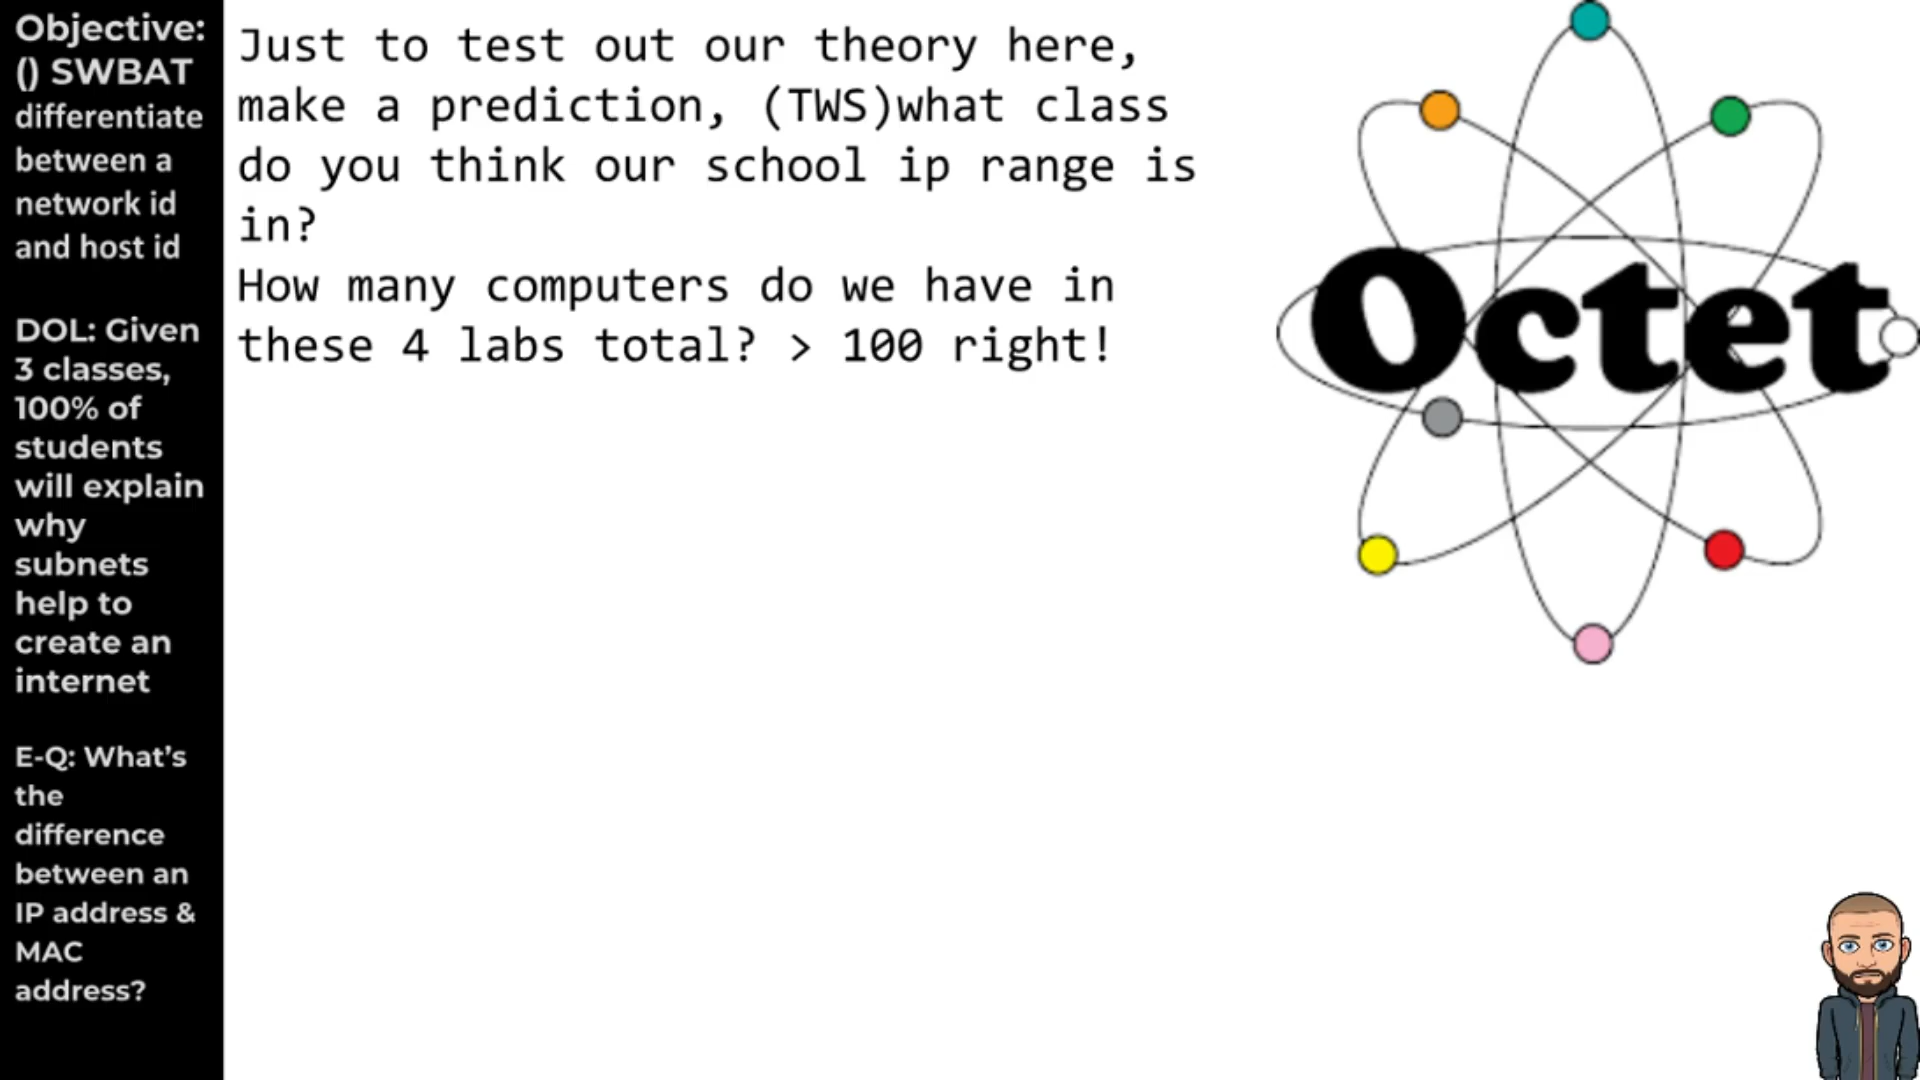 Objective:
() SWBAT
differentiate
between a
network id
and host id
DOL: Given
3 classes,
100% of
students
will explain
why
subnets
help to
create an
internet
E-Q: What's
the
difference
between an
IP address &
MAC
address?
Just to test out our theory here,
make a prediction, (TWS)what class
do you think our school ip range is
in?
How many computers do we have in
these 4 labs total? > 100 right!
Octet